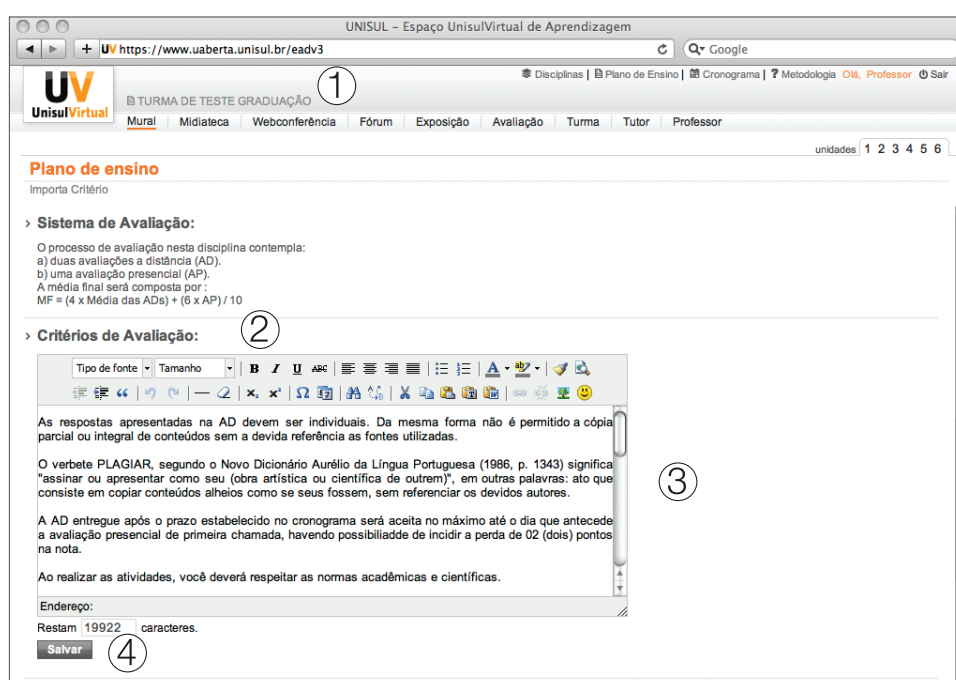 UNISUL – Espaço UnisulVirtual de Aprendizagem
UV https://www.uaberta.unisul.br/eadv3
Google
Disciplinas | Plano de Ensino | Cronograma | ? Metodologia Olá, Professor Sair
1
UV
UnisulVirtual
TURMA DE TESTE GRADUAÇÃO
Mural Midiateca Webconferência Fórum Exposição Avaliação Turma Tutor Professor
unidades 1 2 3 4 5 6
Plano de ensino
Importa Critério
› Sistema de Avaliação:
O processo de avaliação nesta disciplina contempla:
a) duas avaliações a distância (AD).
b) uma avaliação presencial (AP).
A média final será composta por :
MF = (4 x Média das ADs) + (6 x AP) / 10
› Critérios de Avaliação:
2
Tipo de fonte Tamanho B I U ABC A ab
x₂ x² Ω 7
As respostas apresentadas na AD devem ser individuais. Da mesma forma não é permitido a cópia
parcial ou integral de conteúdos sem a devida referência as fontes utilizadas.
O verbete PLAGIAR, segundo o Novo Dicionário Aurélio da Língua Portuguesa (1986, p. 1343) significa
"assinar ou apresentar como seu (obra artística ou científica de outrem)", em outras palavras: ato que
consiste em copiar conteúdos alheios como se seus fossem, sem referenciar os devidos autores.
3
A AD entregue após o prazo estabelecido no cronograma será aceita no máximo até o dia que antecede
a avaliação presencial de primeira chamada, havendo possibiliadde de incidir a perda de 02 (dois) pontos
na nota.
Ao realizar as atividades, você deverá respeitar as normas acadêmicas e científicas.
Endereço:
Restam 19922 caracteres.
Salvar
4